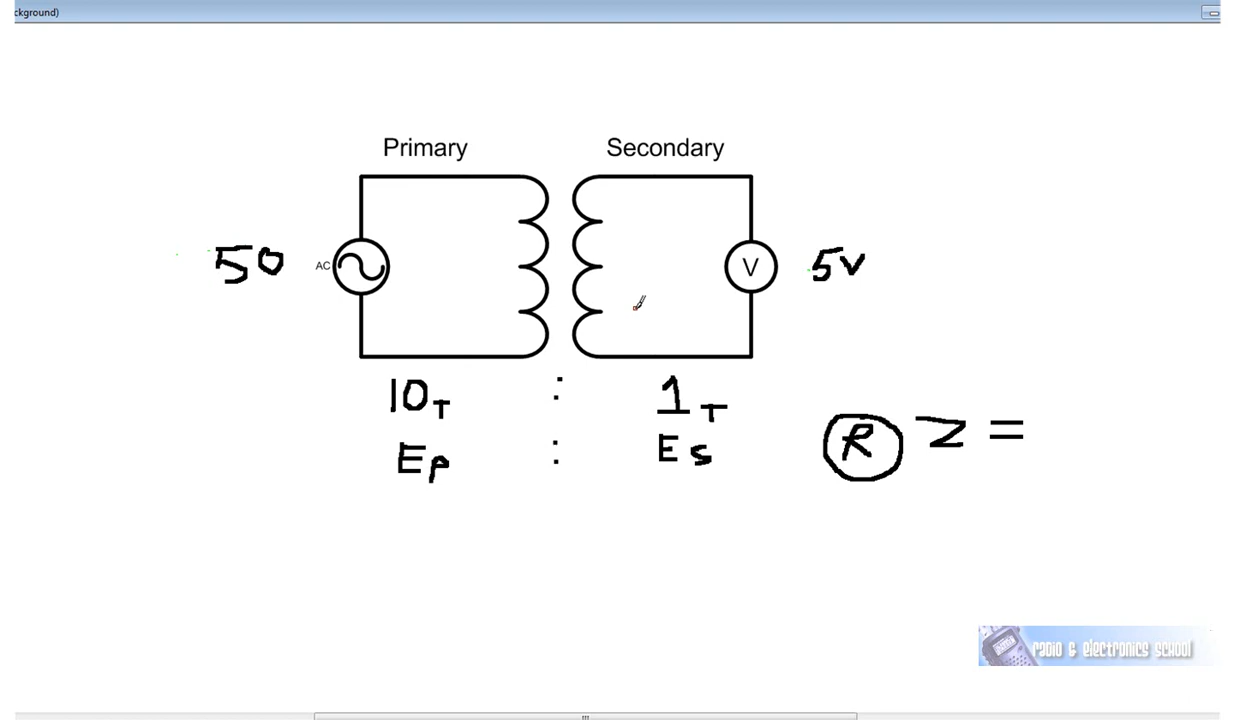 ckground)
Primary Secondary
50 AC V 5V
10T : 1T
Ep : Es
R Z =
radio & electronics school